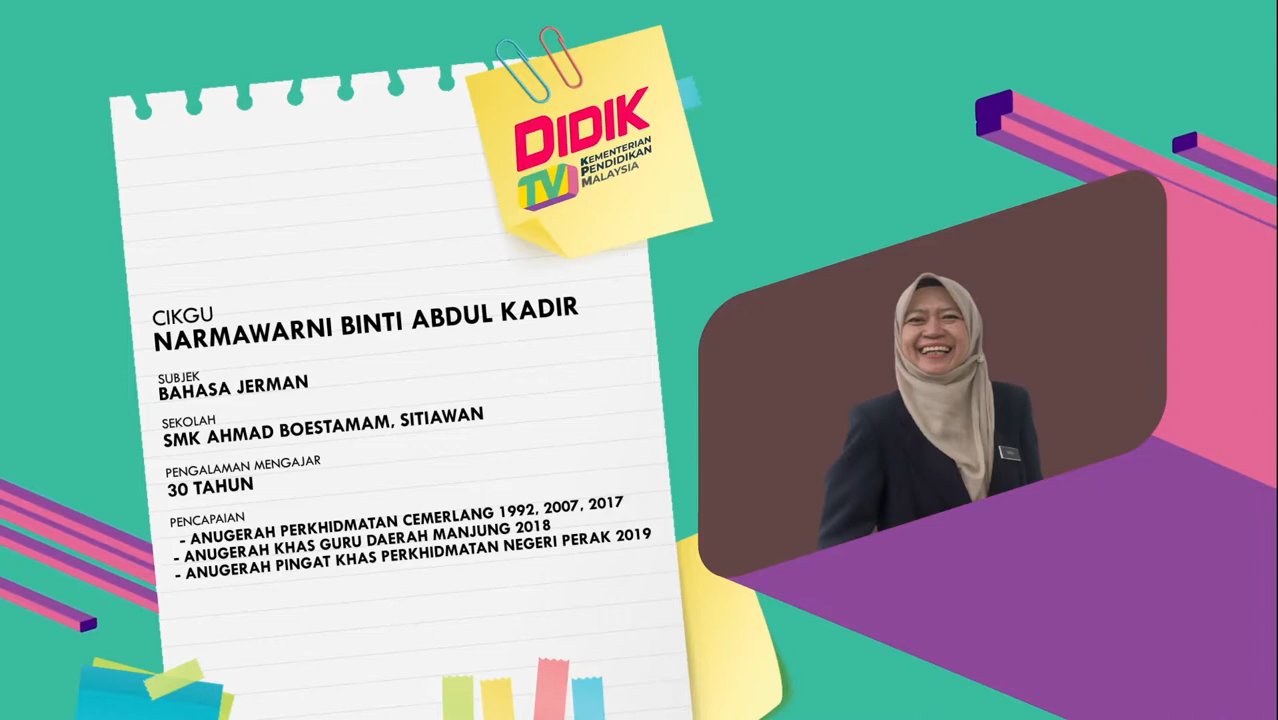 DIDIK
TV
KEMENTERIAN
PENDIDIKAN
MALAYSIA
CIKGU
NARMAWARNI BINTI ABDUL KADIR
SUBJEK
BAHASA JERMAN
SEKOLAH
SMK AHMAD BOESTAMAM, SITIAWAN
PENGALAMAN MENGAJAR
30 TAHUN
PENCAPAIAN
- ANUGERAH PERKHIDMATAN CEMERLANG 1992, 2007, 2017
- ANUGERAH KHAS GURU DAERAH MANJUNG 2018
- ANUGERAH PINGAT KHAS PERKHIDMATAN NEGERI PERAK 2019